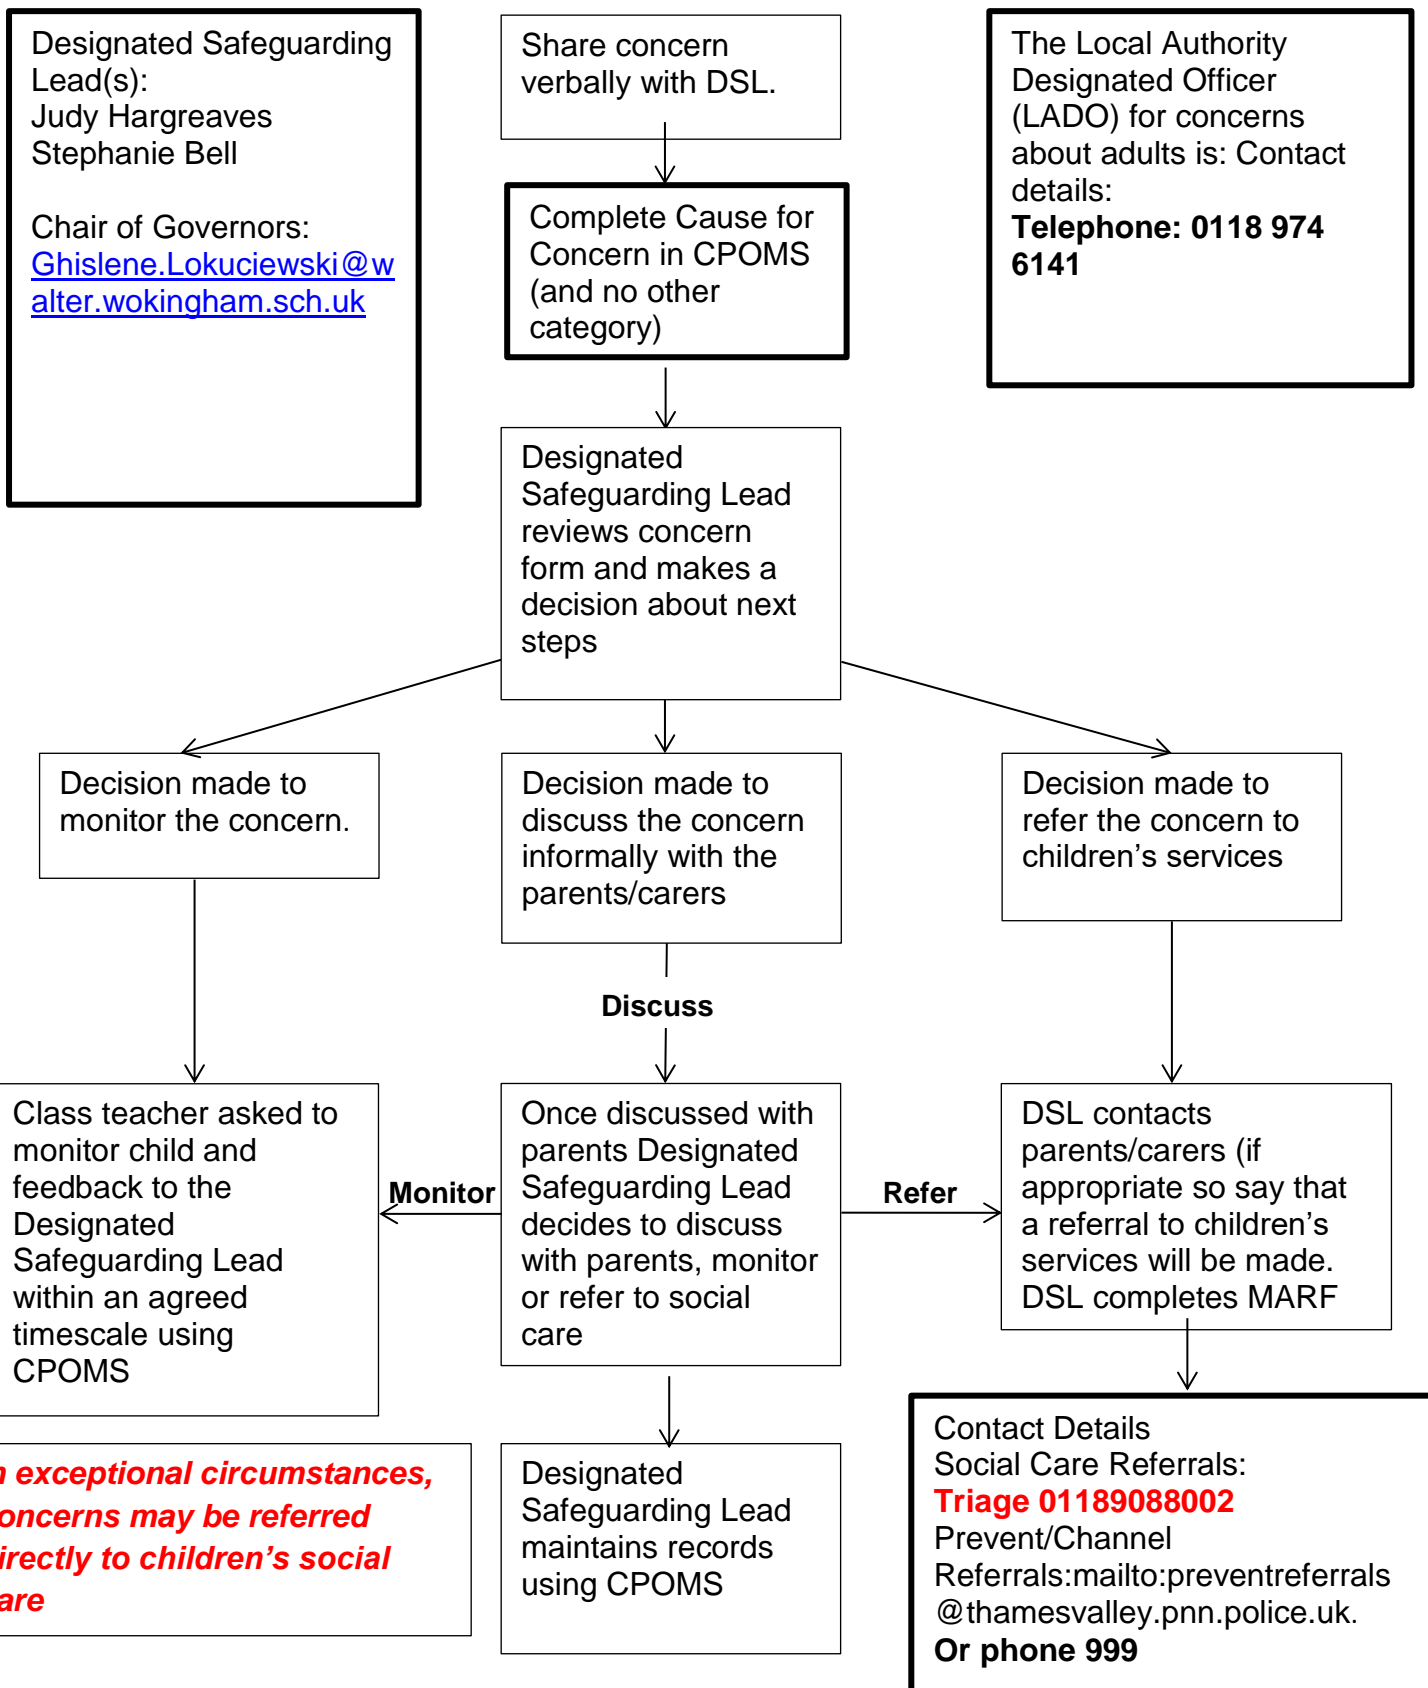 Designated Safeguarding
Lead(s):
Judy Hargreaves
Stephanie Bell
Chair of Governors:
Ghislene.Lokuciewski@w
alter.wokingham.sch.uk
Share concern
verbally with DSL.
The Local Authority
Designated Officer
(LADO) for concerns
about adults is: Contact
details:
Telephone: 0118 974
6141
Complete Cause for
Concern in CPOMS
(and no other
category)
Designated
Safeguarding Lead
reviews concern
form and makes a
decision about next
steps
Decision made to
monitor the concern.
Decision made to
discuss the concern
informally with the
parents/carers
Decision made to
refer the concern to
children’s services
Discuss
Class teacher asked to
monitor child and
feedback to the
Designated
Safeguarding Lead
within an agreed
timescale using
CPOMS
Monitor
Once discussed with
parents Designated
Safeguarding Lead
decides to discuss
with parents, monitor
or refer to social
care
Refer
DSL contacts
parents/carers (if
appropriate so say that
a referral to children’s
services will be made.
DSL completes MARF
exceptional circumstances,
may be referred
to children’s social
Designated
Safeguarding Lead
maintains records
using CPOMS
Contact Details
Social Care Referrals:
Triage 01189088002
Prevent/Channel
Referrals:mailto:preventreferrals
@thamesvalley.pnn.police.uk.
Or phone 999